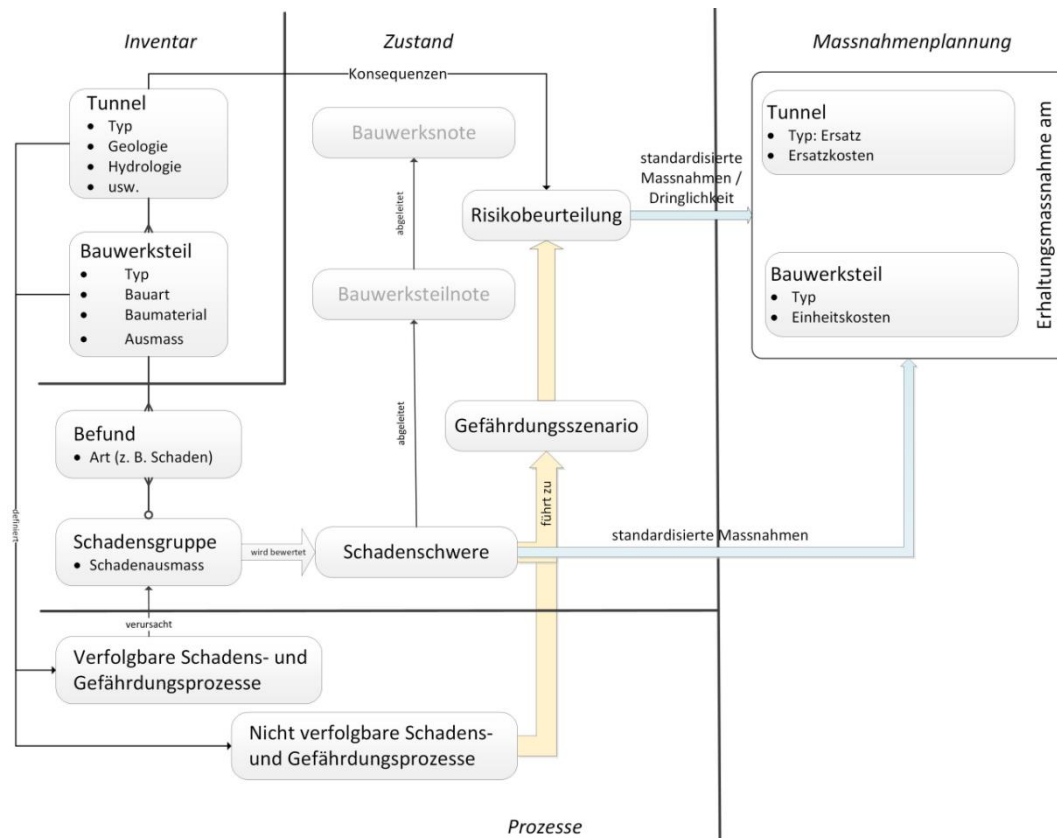 Inventar
Zustand
Massnahmenplannung
Konsequenzen
Tunnel
• Typ
• Geologie
• Hydrologie
• usw.
Bauwerksteil
• Typ
• Bauart
• Baumaterial
• Ausmass
Befund
• Art (z. B. Schaden)
Schadensgruppe
• Schadenausmass
definiert
wird bewertet
verursacht
Verfolgbare Schadens- und
Gefährdungsprozesse
Nicht verfolgbare Schadens-
und Gefährdungsprozesse
Bauwerksnote
abgeleitet
Bauwerksteilnote
abgeleitet
Schadenschwere
Risikobeurteilung
Gefährdungsszenario
führt zu
standardisierte
Massnahmen /
Dringlichkeit
standardisierte Massnahmen
Tunnel
• Typ: Ersatz
• Ersatzkosten
Bauwerksteil
• Typ
• Einheitskosten
Erhaltungsmassnahme am
Prozesse